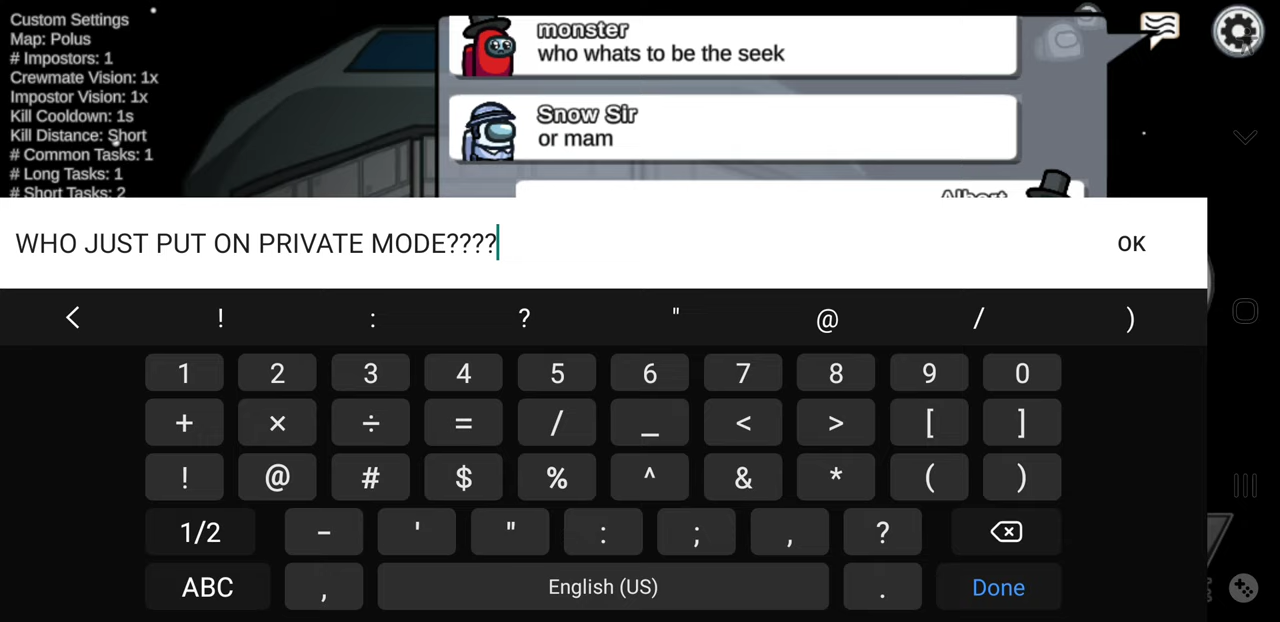 Custom Settings
Map: Polus
# Impostors: 1
Crewmate Vision: 1x
Impostor Vision: 1x
Kill Cooldown: 1s
Kill Distance: Short
# Common Tasks: 1
# Long Tasks: 1
# Short Tasks: 2
monster
who whats to be the seek
Snow Sir
or mam
Albert
WHO JUST PUT ON PRIVATE MODE????
OK
! : ? " @ / )
1 2 3 4 5 6 7 8 9 0
+ × ÷ = / _ < > [ ]
! @ # $ % ^ & * ( )
1/2 - ' " : ; , ?
ABC , English (US) . Done